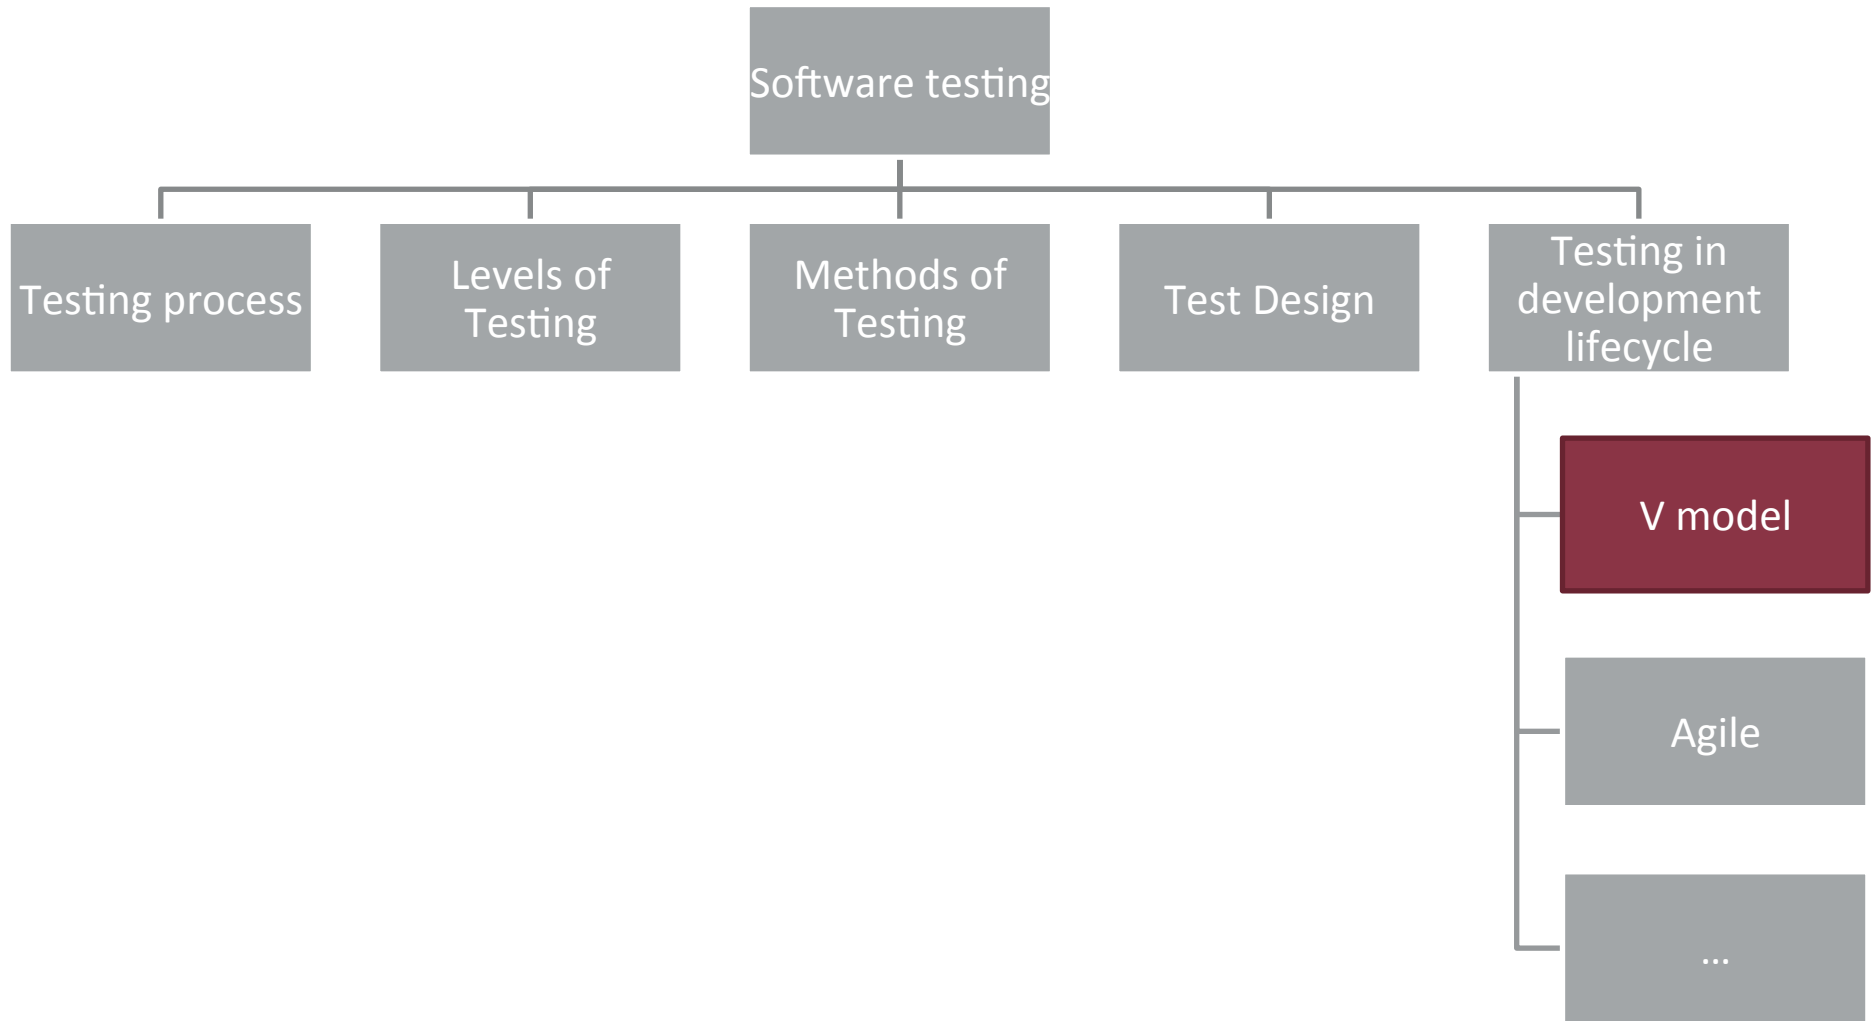 Software testing
Testing process
Levels of
Testing
Methods of
Testing
Test Design
Testing in
development
lifecycle
V model
Agile
...